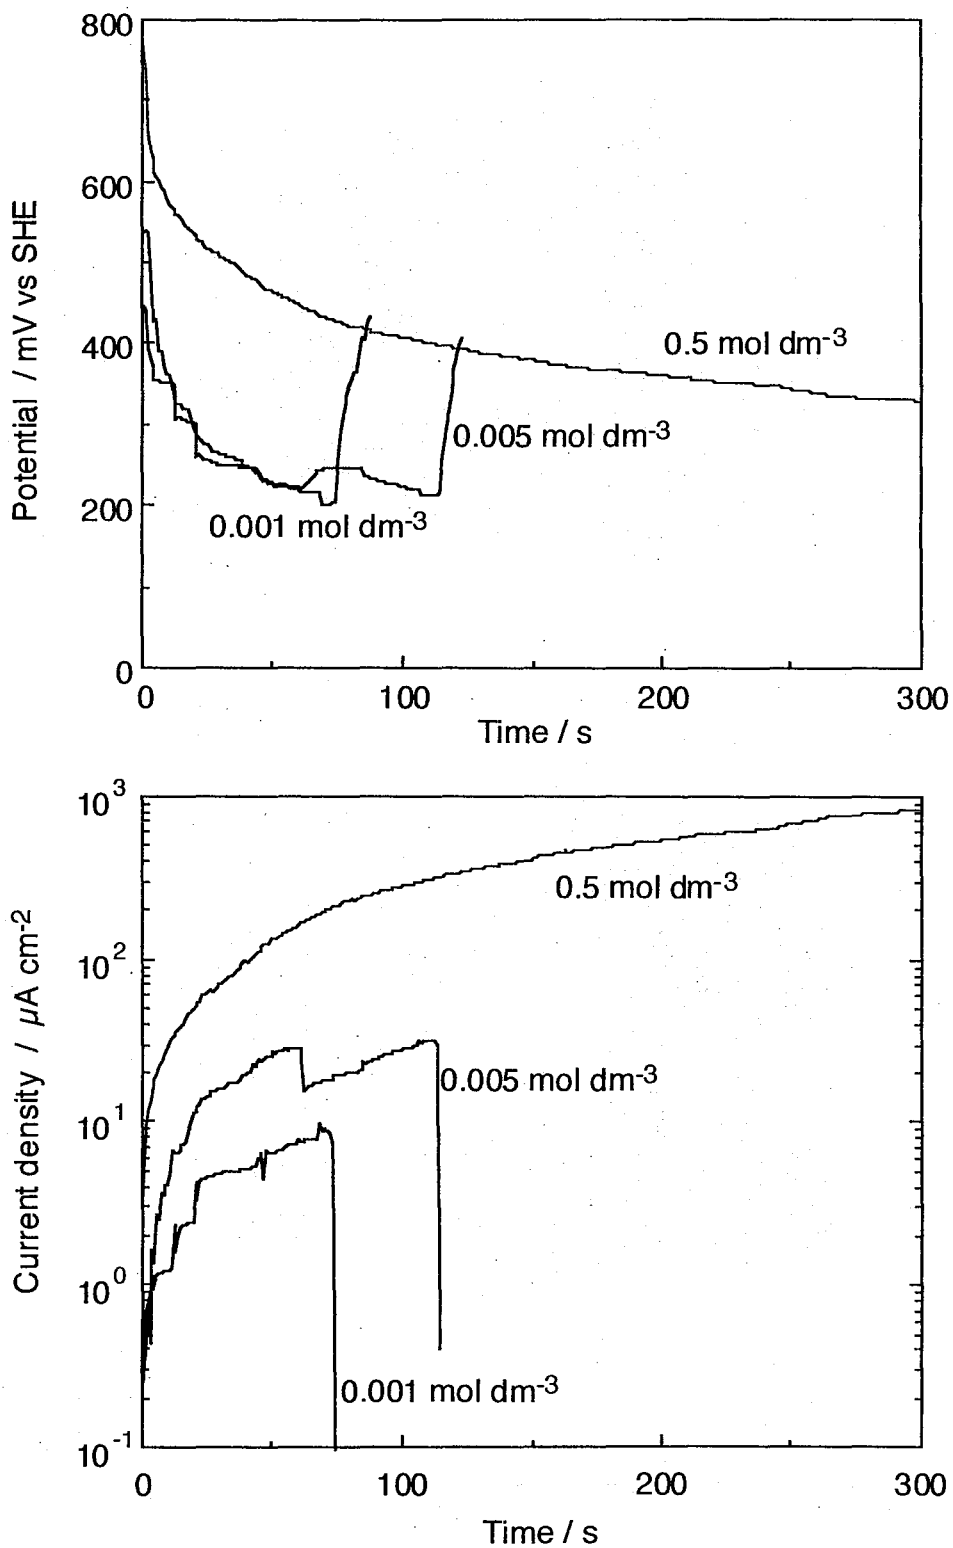 800
600
400
200
0
Potential / mV vs SHE
0.5 mol dm-3
0.005 mol dm-3
0.001 mol dm-3
0 100 200 300
Time / s
10³
10²
10¹
10⁰
10⁻¹
Current density / µA cm-2
0.5 mol dm-3
0.005 mol dm-3
0.001 mol dm-3
0 100 200 300
Time / s